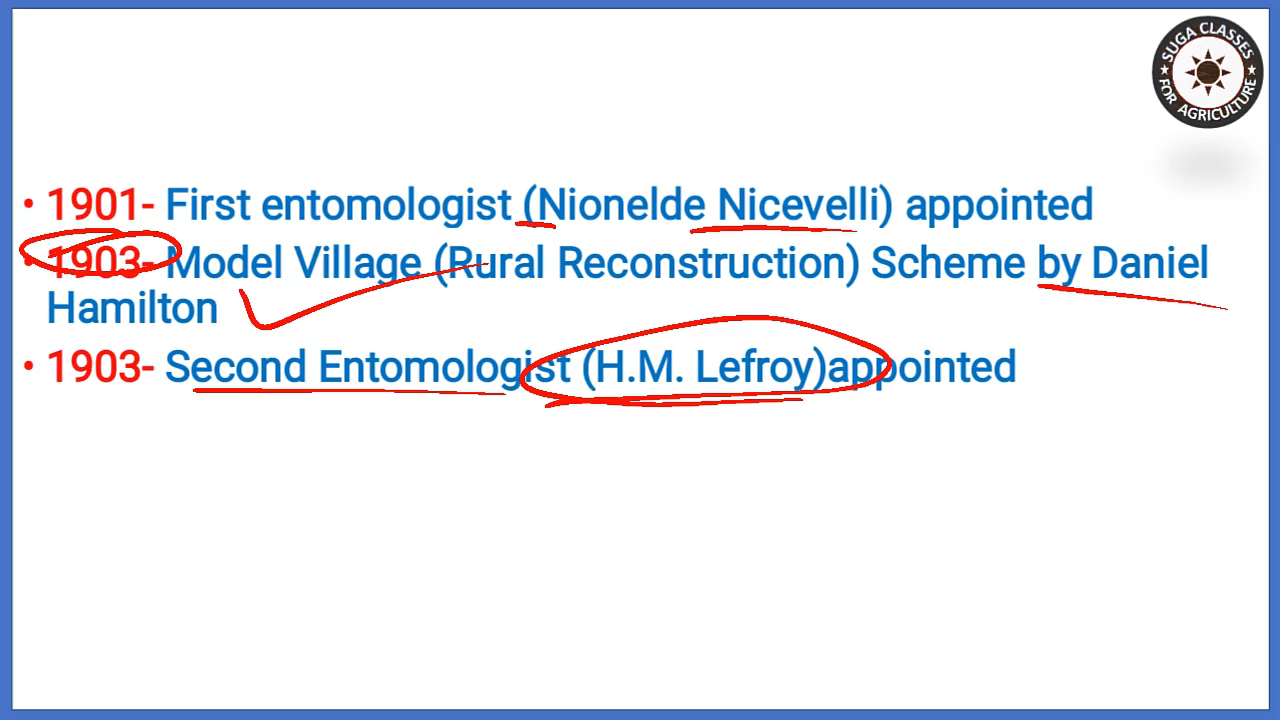 SUGA CLASSES
FOR AGRICULTURE
• 1901- First entomologist (Nionelde Nicevelli) appointed
• 1903- Model Village (Rural Reconstruction) Scheme by Daniel
Hamilton
• 1903- Second Entomologist (H.M. Lefroy)appointed